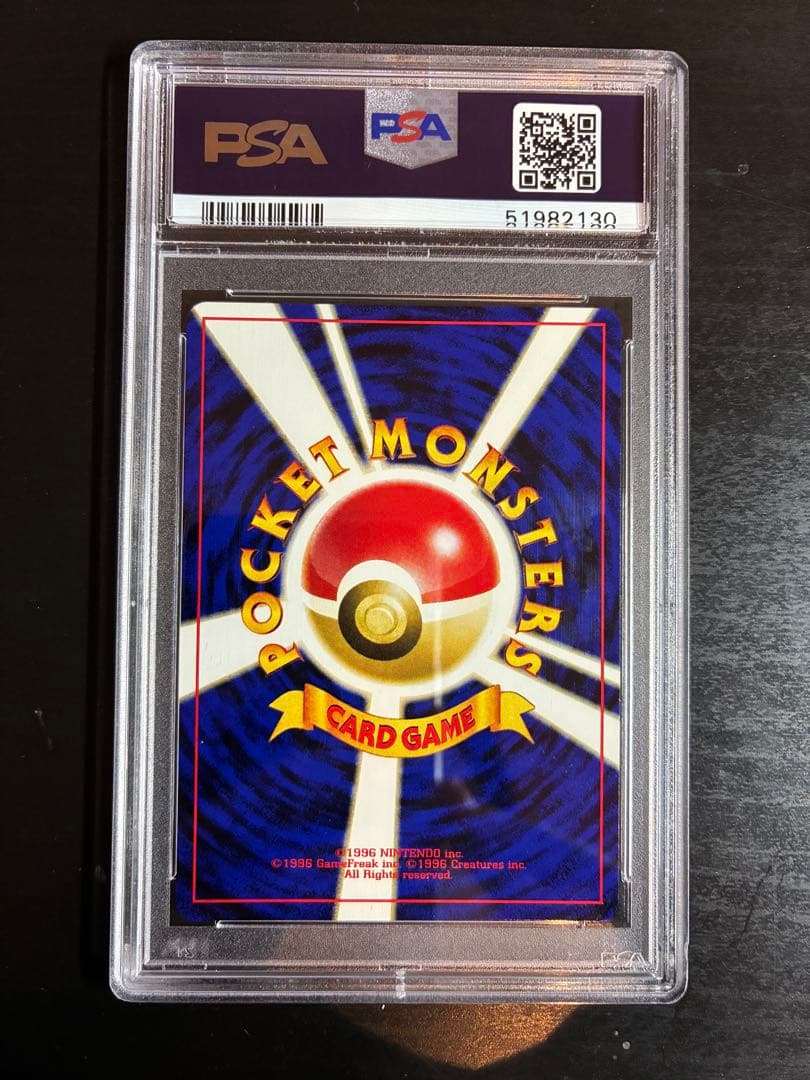 PSA
PSA
51982130
POCKET MONSTERS
CARD GAME
©1996 NINTENDO inc.
©1996 GameFreak inc. ©1996 Creatures inc.
All Rights reserved.
PSA